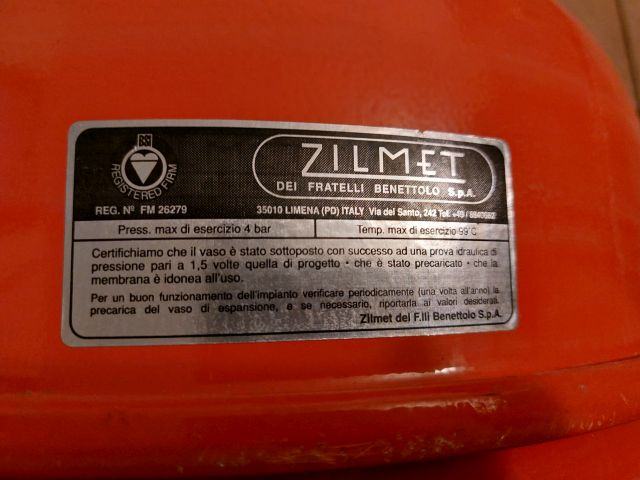 BSI
REGISTERED FIRM
REG. Nº FM 26279
ZILMET
DEI FRATELLI BENETTOLO S.p.A.
35010 LIMENA (PD) ITALY Via del Santo, 242 Tel. +49 / 8840662
Press. max di esercizio 4 bar
Temp. max di esercizio 99°C
Certifichiamo che il vaso è stato sottoposto con successo ad una prova idraulica di
pressione pari a 1,5 volte quella di progetto • che è stato precaricato • che la
membrana è idonea all'uso.
Per un buon funzionamento dell'impianto verificare periodicamente (una volta all'anno) la
precarica del vaso di espansione, e se necessario, riportarla ai valori desiderati.
Zilmet dei F.lli Benettolo S.p.A.